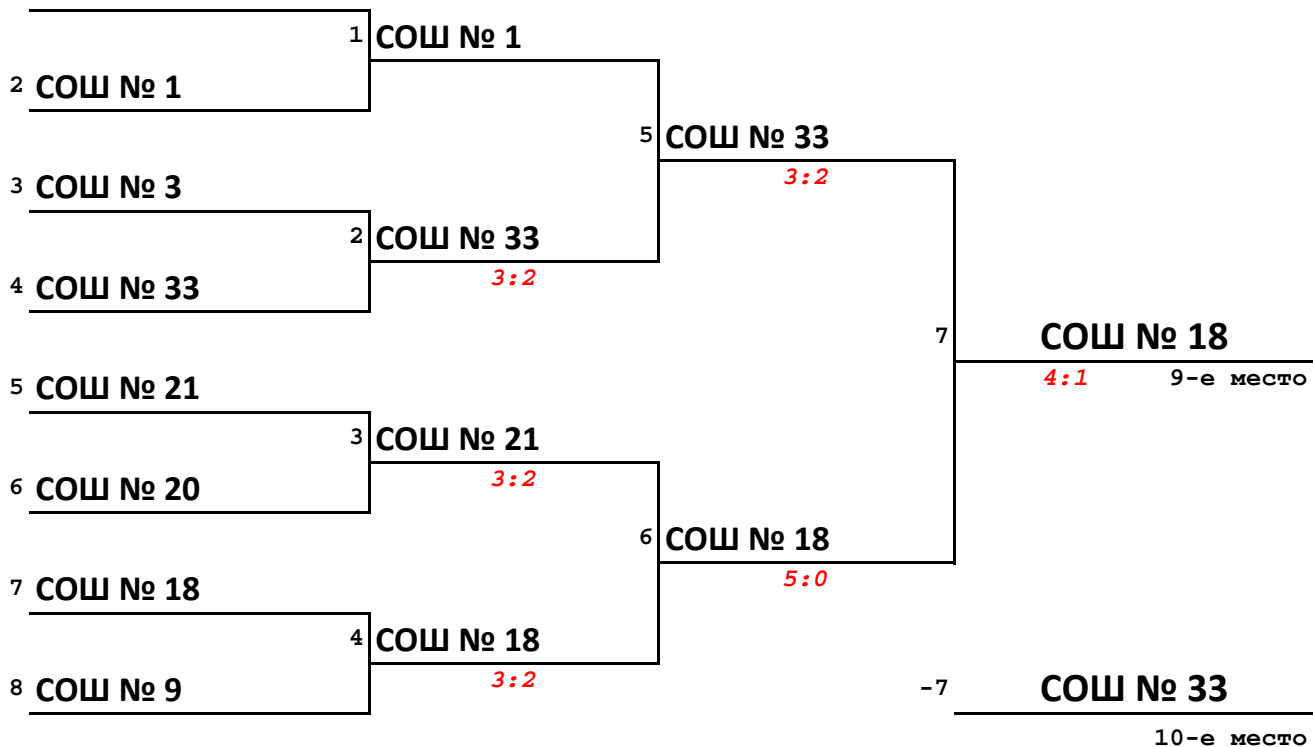 1 СОШ № 1
2 СОШ № 1
5 СОШ № 33
3:2
3 СОШ № 3
2 СОШ № 33
3:2
4 СОШ № 33
7 СОШ № 18
4:1 9-е место
5 СОШ № 21
3 СОШ № 21
3:2
6 СОШ № 20
6 СОШ № 18
5:0
7 СОШ № 18
4 СОШ № 18
3:2
8 СОШ № 9
-7 СОШ № 33
10-е место